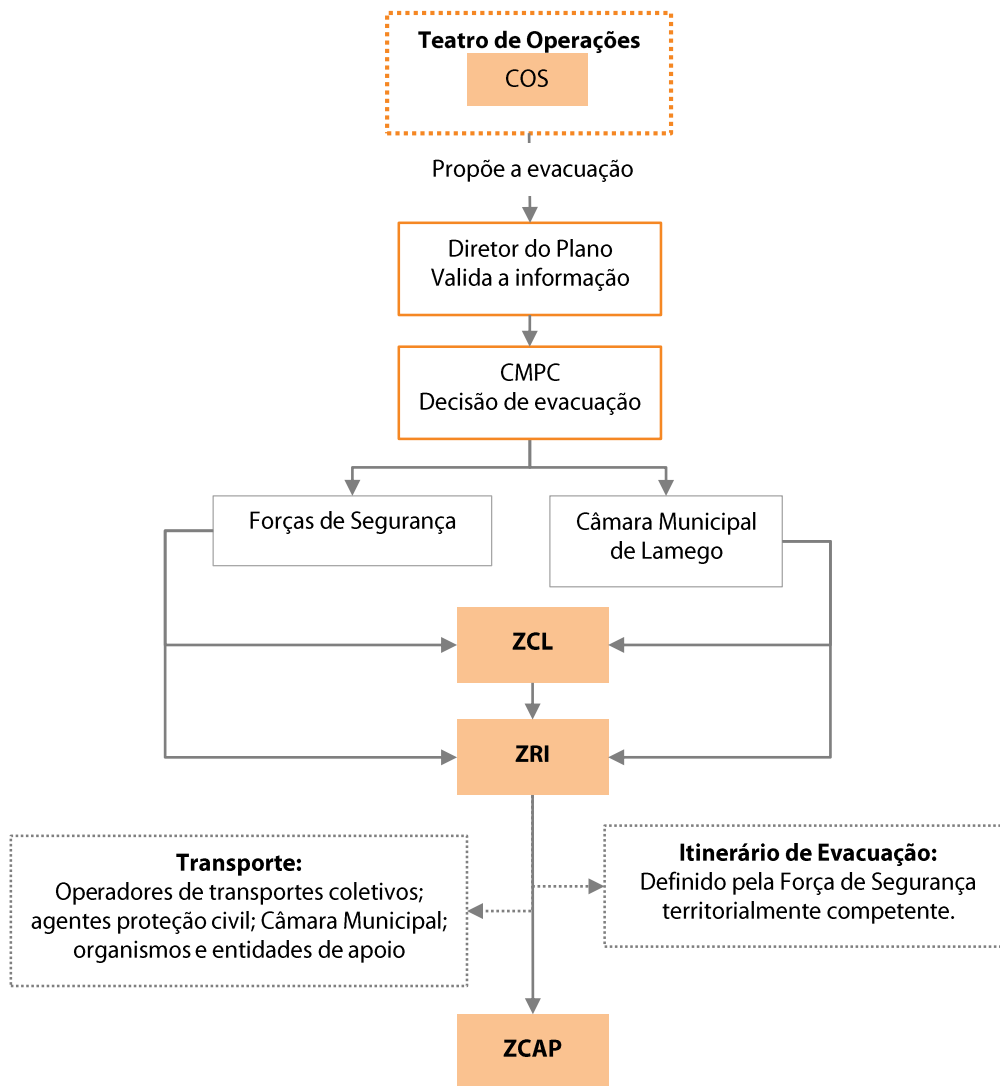 Teatro de Operações
COS
Propõe a evacuação
Diretor do Plano
Valida a informação
CMPC
Decisão de evacuação
Forças de Segurança
Câmara Municipal
de Lamego
ZCL
ZRI
Transporte:
Operadores de transportes coletivos;
agentes proteção civil; Câmara Municipal;
organismos e entidades de apoio
Itinerário de Evacuação:
Definido pela Força de Segurança
territorialmente competente.
ZCAP